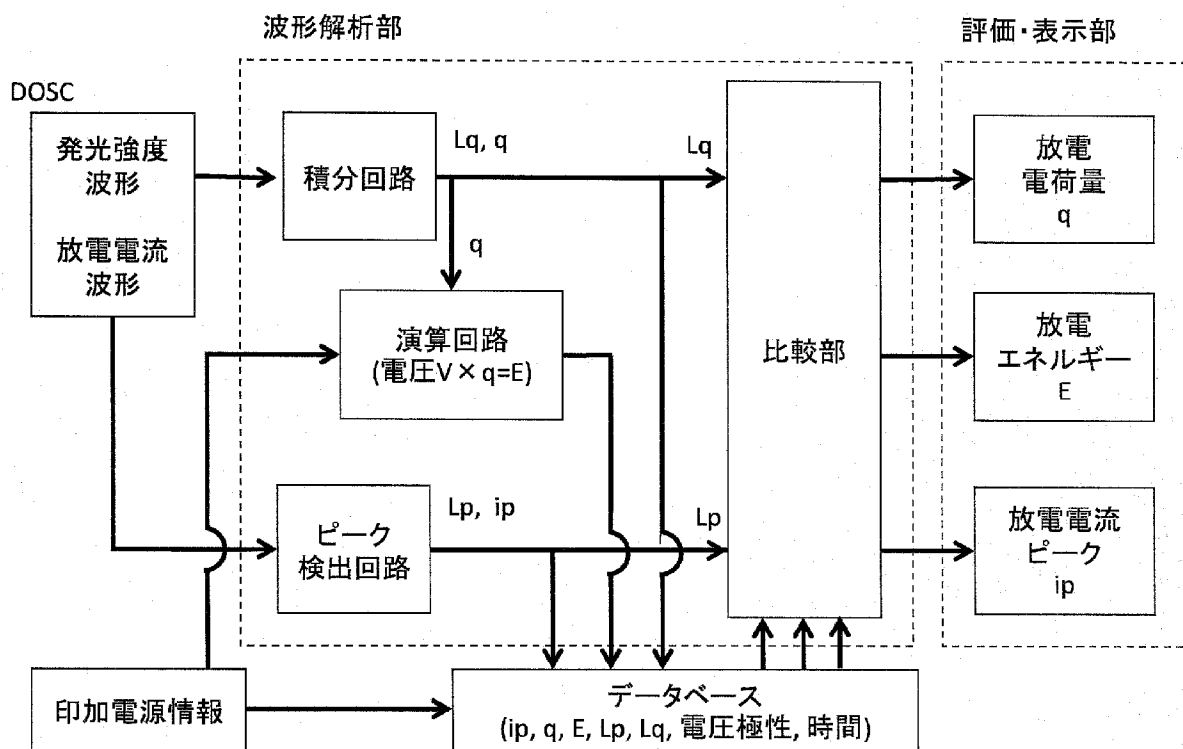 波形解析部
評価・表示部
DOSC
発光強度
波形
放電電流
波形
積分回路
Lq, q
Lq
q
演算回路
(電圧V×q=E)
ピーク
検出回路
Lp, ip
Lp
比較部
放電
電荷量
q
放電
エネルギー
E
放電電流
ピーク
ip
印加電源情報
データベース
(ip, q, E, Lp, Lq, 電圧極性, 時間)